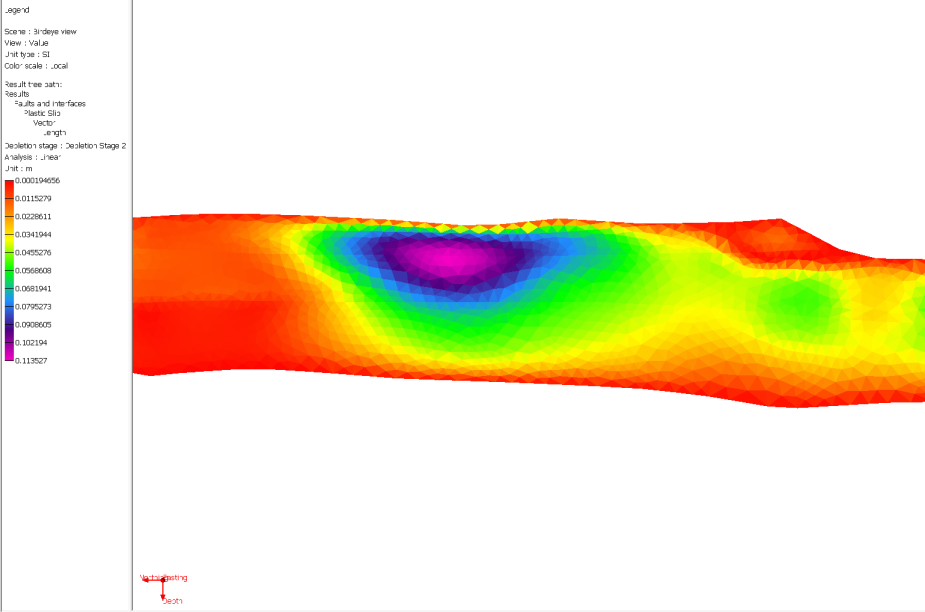 Legend
Scene : Birdeye view
View : Value
Unit type : SI
Color scale : Local
Result tree path:
Results
Faults and interfaces
Plastic Slip
Vector
Length
Depletion stage : Depletion Stage 2
Analysis : Linear
Unit : m
0.000194656
0.0115279
0.0228611
0.0341944
0.0455276
0.0568608
0.0681941
0.0795273
0.0908605
0.102194
0.113527
Depth